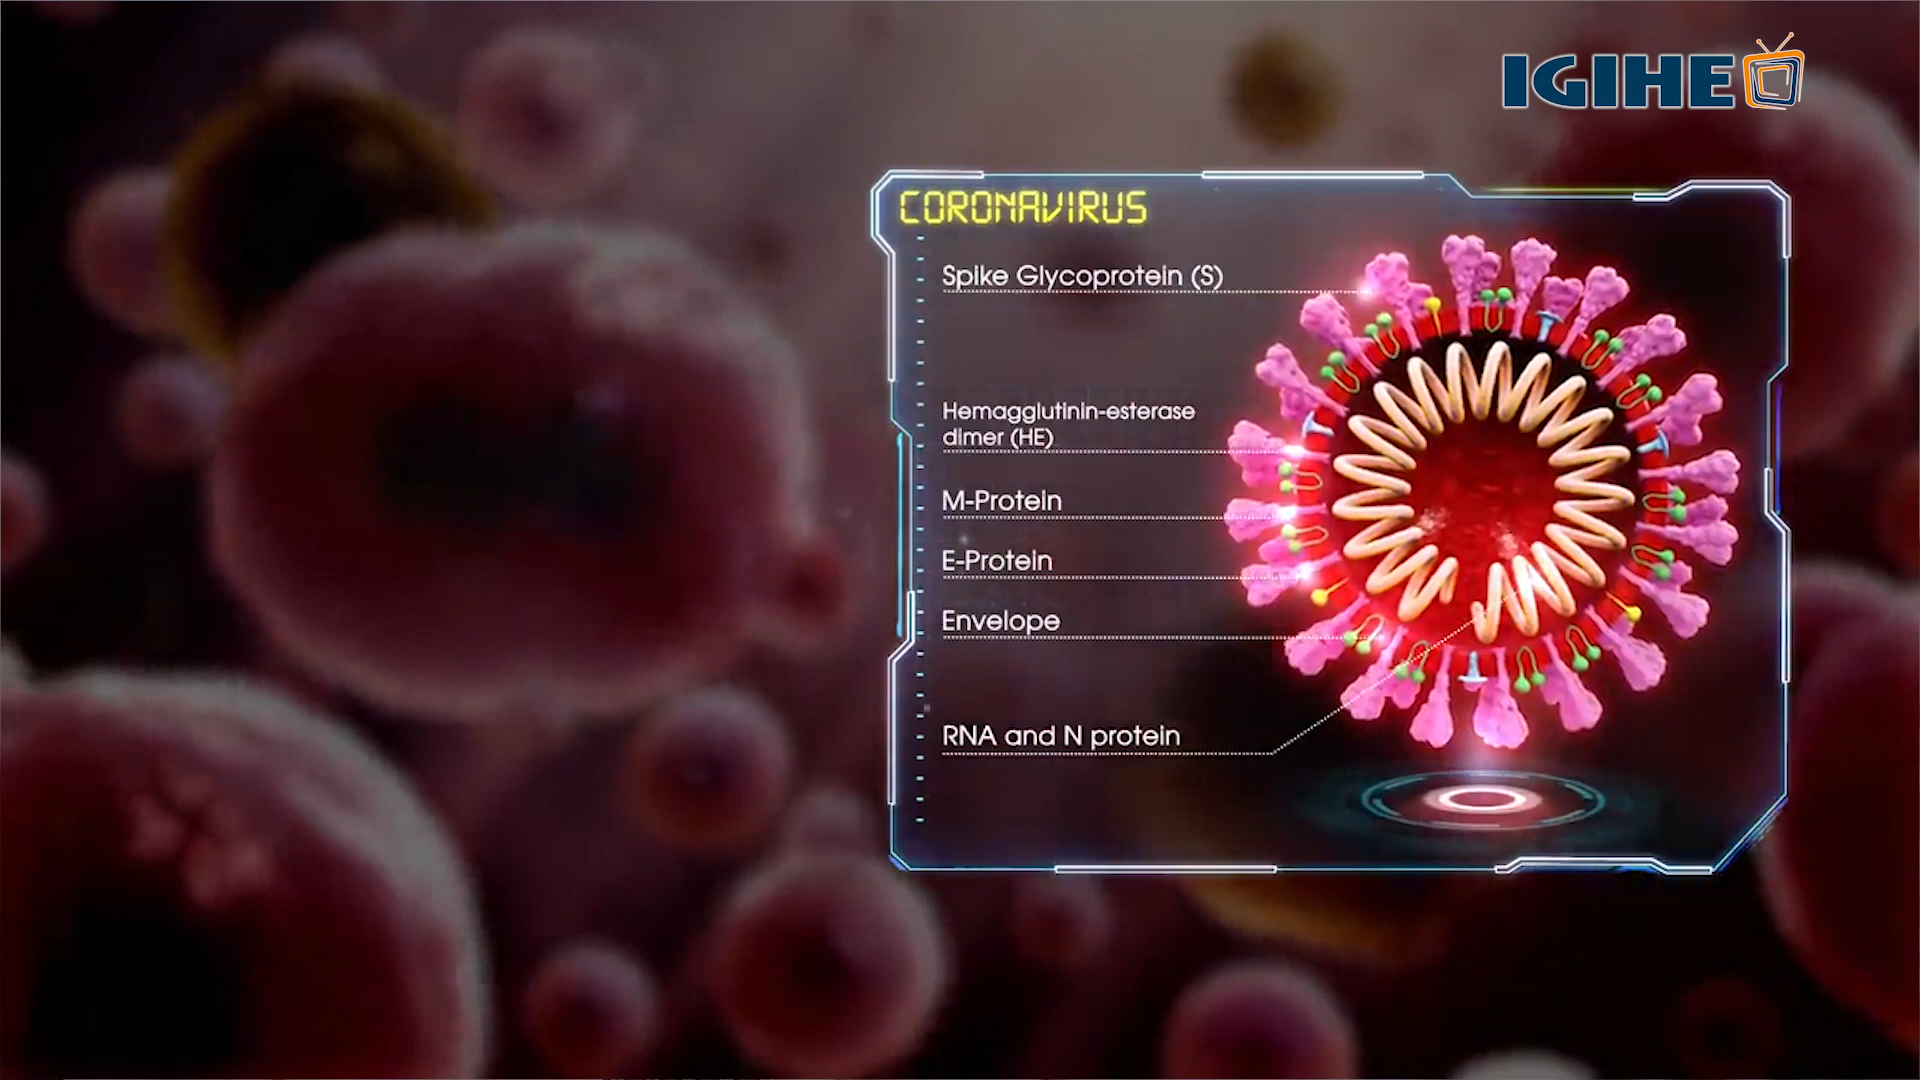 IGIHE
CORONAVIRUS
Spike Glycoprotein (S)
Hemagglutinin-esterase
dimer (HE)
M-Protein
E-Protein
Envelope
RNA and N protein